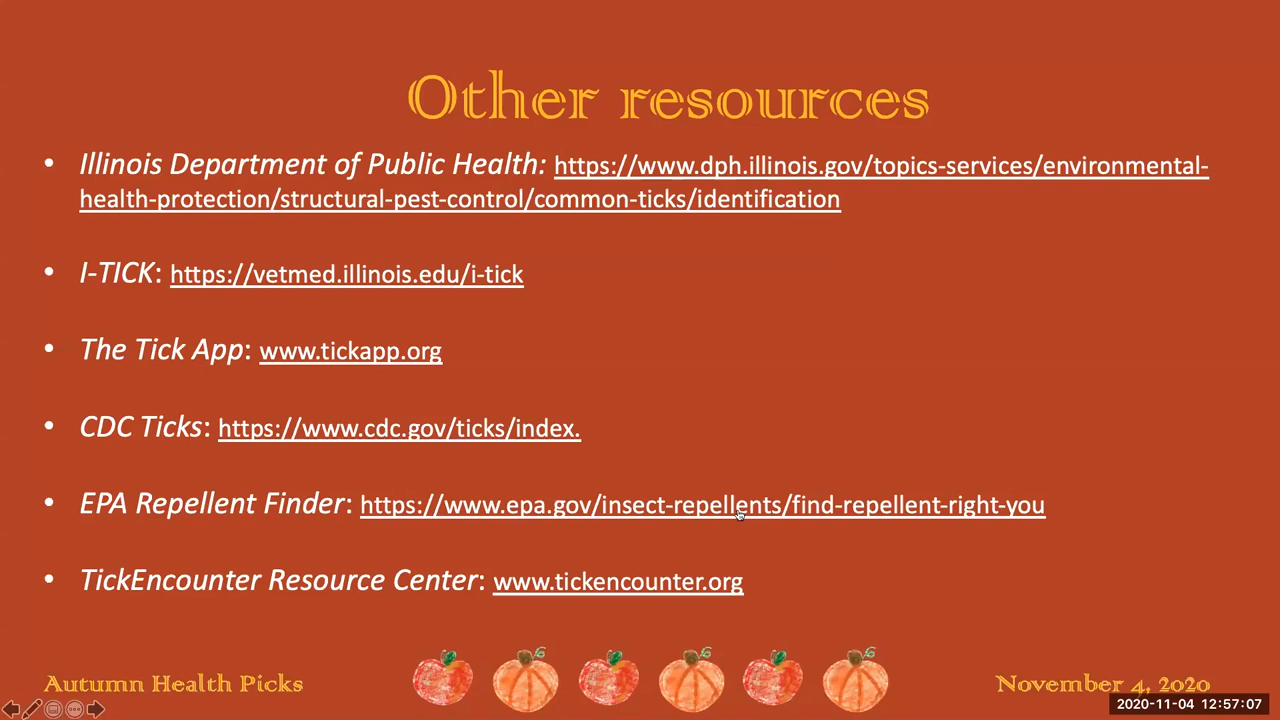 Other resources
• Illinois Department of Public Health: https://www.dph.illinois.gov/topics-services/environmental-
health-protection/structural-pest-control/common-ticks/identification
• I-TICK: https://vetmed.illinois.edu/i-tick
• The Tick App: www.tickapp.org
• CDC Ticks: https://www.cdc.gov/ticks/index.
• EPA Repellent Finder: https://www.epa.gov/insect-repellents/find-repellent-right-you
• TickEncounter Resource Center: www.tickencounter.org
Autumn Health Picks
November 4, 2020
2020-11-04 12:57:07